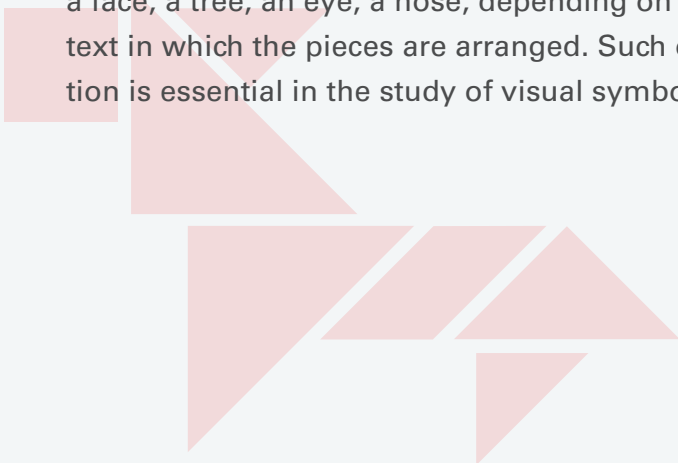 a face, a tree, an eye, a nose, depending on
text in which the pieces are arranged. Such
tion is essential in the study of visual symbo